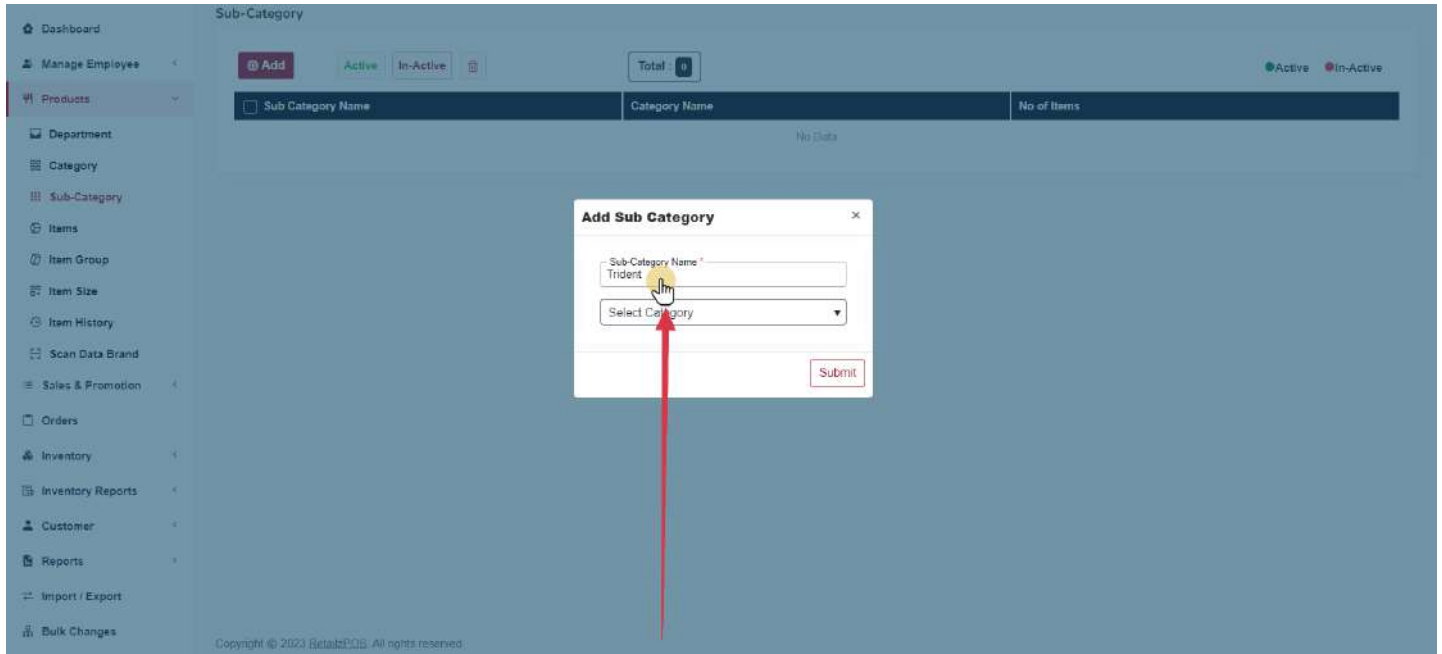 Sub-Category
Dashboard
Manage Employee
Products
Department
Category
Sub-Category
Items
Item Group
Item Size
Item History
Scan Data Brand
Sales & Promotion
Orders
Inventory
Inventory Reports
Customer
Reports
Import / Export
Bulk Changes
Add Active In-Active Total : 0 Active In-Active
Sub Category Name Category Name No of Items
No Data
Add Sub Category ×
Sub-Category Name *
Trident
Select Category
Submit
Copyright © 2023 RetailzPOS. All rights reserved.